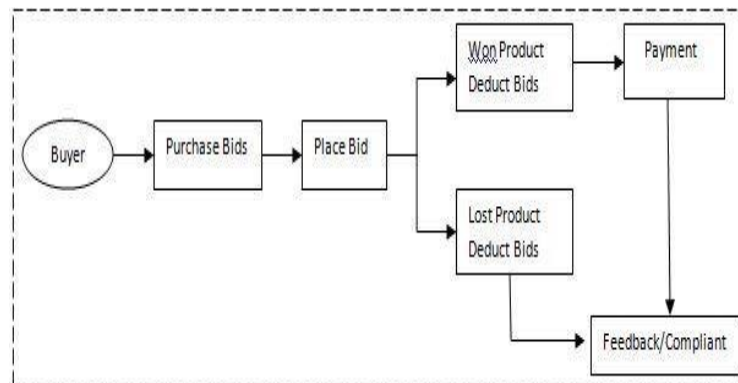 Buyer
Purchase Bids
Place Bid
Won Product
Deduct Bids
Payment
Lost Product
Deduct Bids
Feedback/Compliant